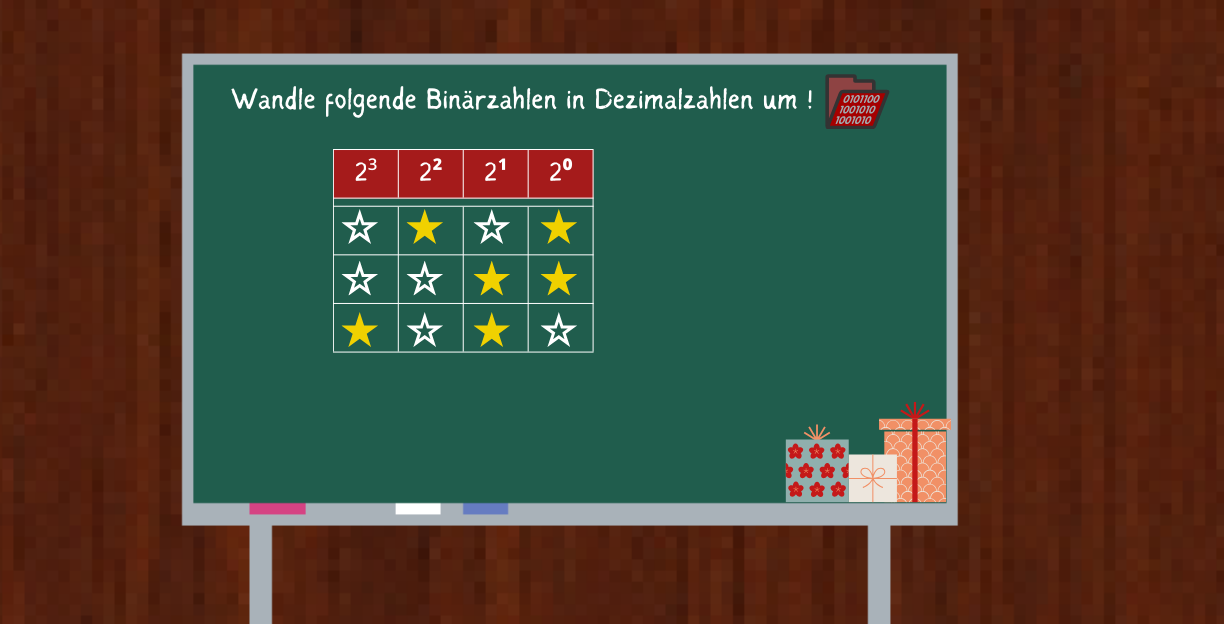 Wandle folgende Binärzahlen in Dezimalzahlen um !
0101100
1001010
1001010
2³ 2² 2¹ 2⁰